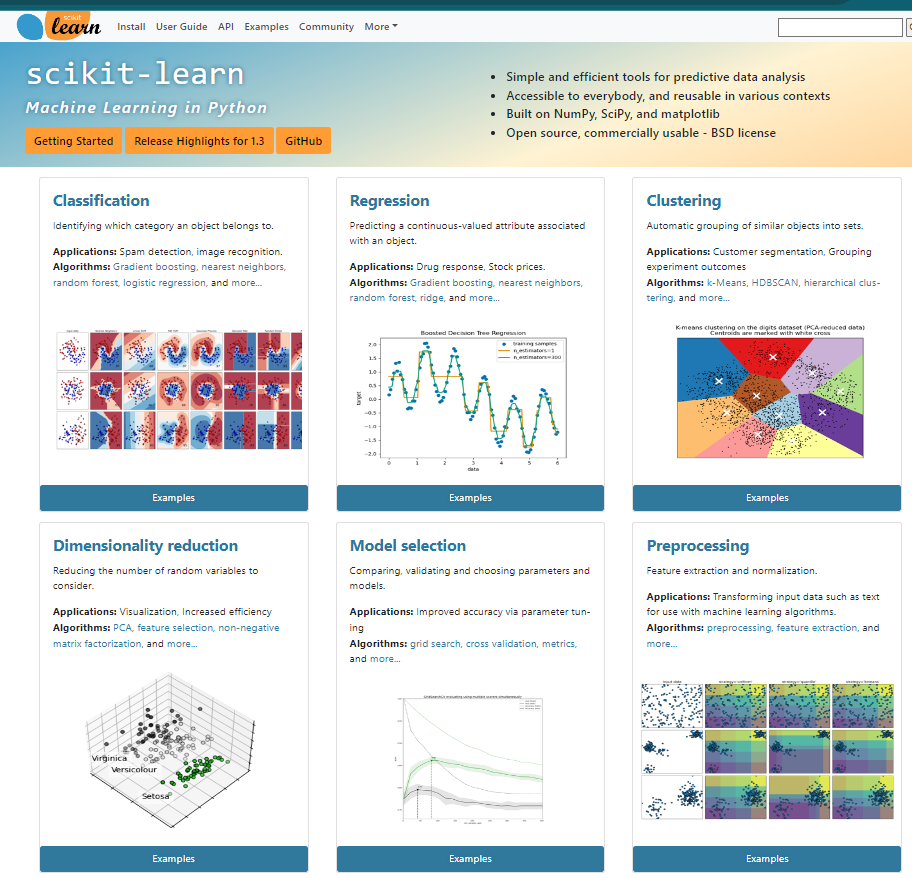 scikit
learn
Install User Guide API Examples Community More
scikit-learn
Machine Learning in Python
Getting Started Release Highlights for 1.3 GitHub
Simple and efficient tools for predictive data analysis
Accessible to everybody, and reusable in various contexts
Built on NumPy, SciPy, and matplotlib
Open source, commercially usable - BSD license
Classification
Identifying which category an object belongs to.
Applications: Spam detection, image recognition.
Algorithms: Gradient boosting, nearest neighbors,
random forest, logistic regression, and more...
Examples
Regression
Predicting a continuous-valued attribute associated
with an object.
Applications: Drug response, Stock prices.
Algorithms: Gradient boosting, nearest neighbors,
random forest, ridge, and more...
Boosted Decision Tree Regression
training samples
n_estimators=1
n_estimators=300
2.0
1.5
1.0
0.5
0.0
−0.5
−1.0
−1.5
−2.0
target
0 1 2 3 4 5 6
data
Examples
Clustering
Automatic grouping of similar objects into sets.
Applications: Customer segmentation, Grouping
experiment outcomes
Algorithms: k-Means, HDBSCAN, hierarchical clus-
tering, and more...
K-means clustering on the digits dataset (PCA-reduced data)
Centroids are marked with white cross
Examples
Dimensionality reduction
Reducing the number of random variables to
consider.
Applications: Visualization, Increased efficiency
Algorithms: PCA, feature selection, non-negative
matrix factorization, and more...
Virginica
Versicolour
Setosa
Examples
Model selection
Comparing, validating and choosing parameters and
models.
Applications: Improved accuracy via parameter tun-
ing
Algorithms: grid search, cross validation, metrics,
and more...
Examples
Preprocessing
Feature extraction and normalization.
Applications: Transforming input data such as text
for use with machine learning algorithms.
Algorithms: preprocessing, feature extraction, and
more...
Examples